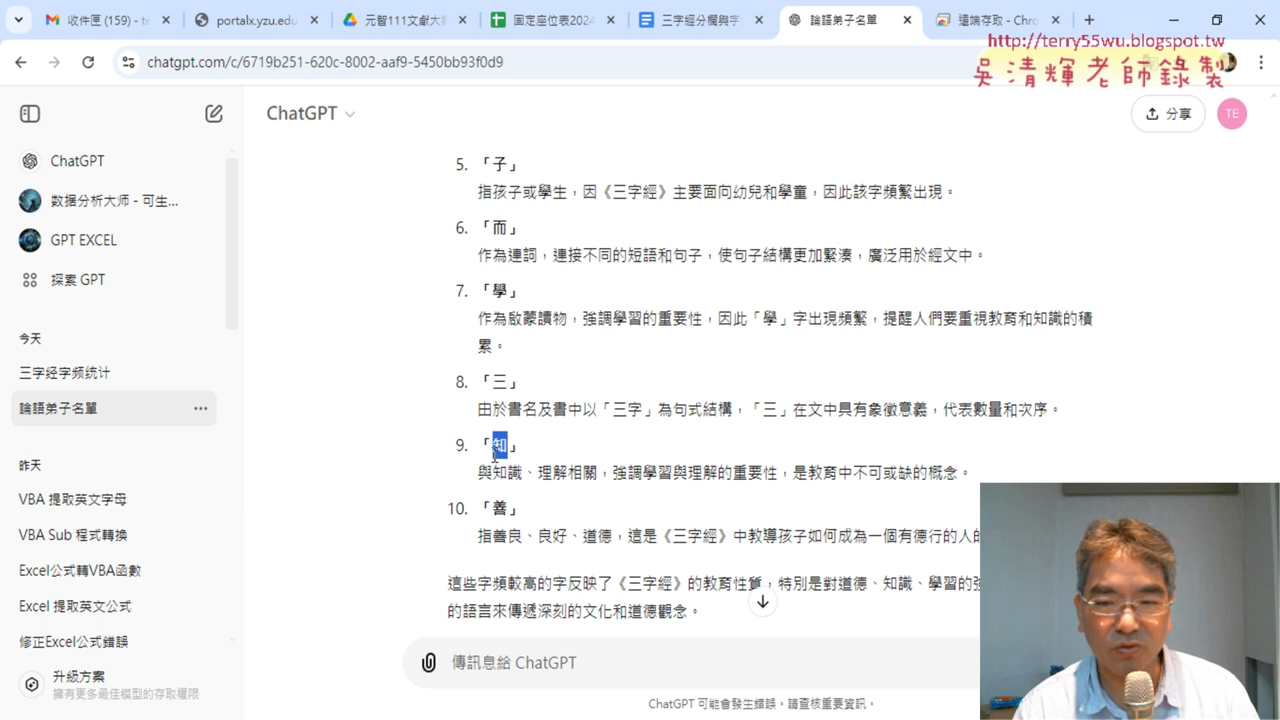 收件匣 (159) - te
portalx.yzu.edu
元智111文獻大數
固定座位表2024
三字經分欄與字
論語弟子名單
遠端存取 - Chro
http://terry55wu.blogspot.tw
chatgpt.com/c/6719b251-620c-8002-aaf9-5450bb93f0d9
吳清輝老師錄製
ChatGPT
分享
TE
ChatGPT
数据分析大师 - 可生...
GPT EXCEL
探索 GPT
今天
三字经字频统计
論語弟子名單
昨天
VBA 提取英文字母
VBA Sub 程式轉換
Excel公式轉VBA函數
Excel 提取英文公式
修正Excel公式錯誤
升級方案
擁有更多最佳模型的存取權限
5. 「子」
指孩子或學生，因《三字經》主要面向幼兒和學童，因此該字頻繁出現。
6. 「而」
作為連詞，連接不同的短語和句子，使句子結構更加緊湊，廣泛用於經文中。
7. 「學」
作為啟蒙讀物，強調學習的重要性，因此「學」字出現頻繁，提醒人們要重視教育和知識的積
累。
8. 「三」
由於書名及書中以「三字」為句式結構，「三」在文中具有象徵意義，代表數量和次序。
9. 「知」
與知識、理解相關，強調學習與理解的重要性，是教育中不可或缺的概念。
10. 「善」
指善良、良好、道德，這是《三字經》中教導孩子如何成為一個有德行的人的
這些字頻較高的字反映了《三字經》的教育性質，特別是對道德、知識、學習的強
的語言來傳遞深刻的文化和道德觀念。
傳訊息給 ChatGPT
ChatGPT 可能會發生錯誤。請查核重要資訊。